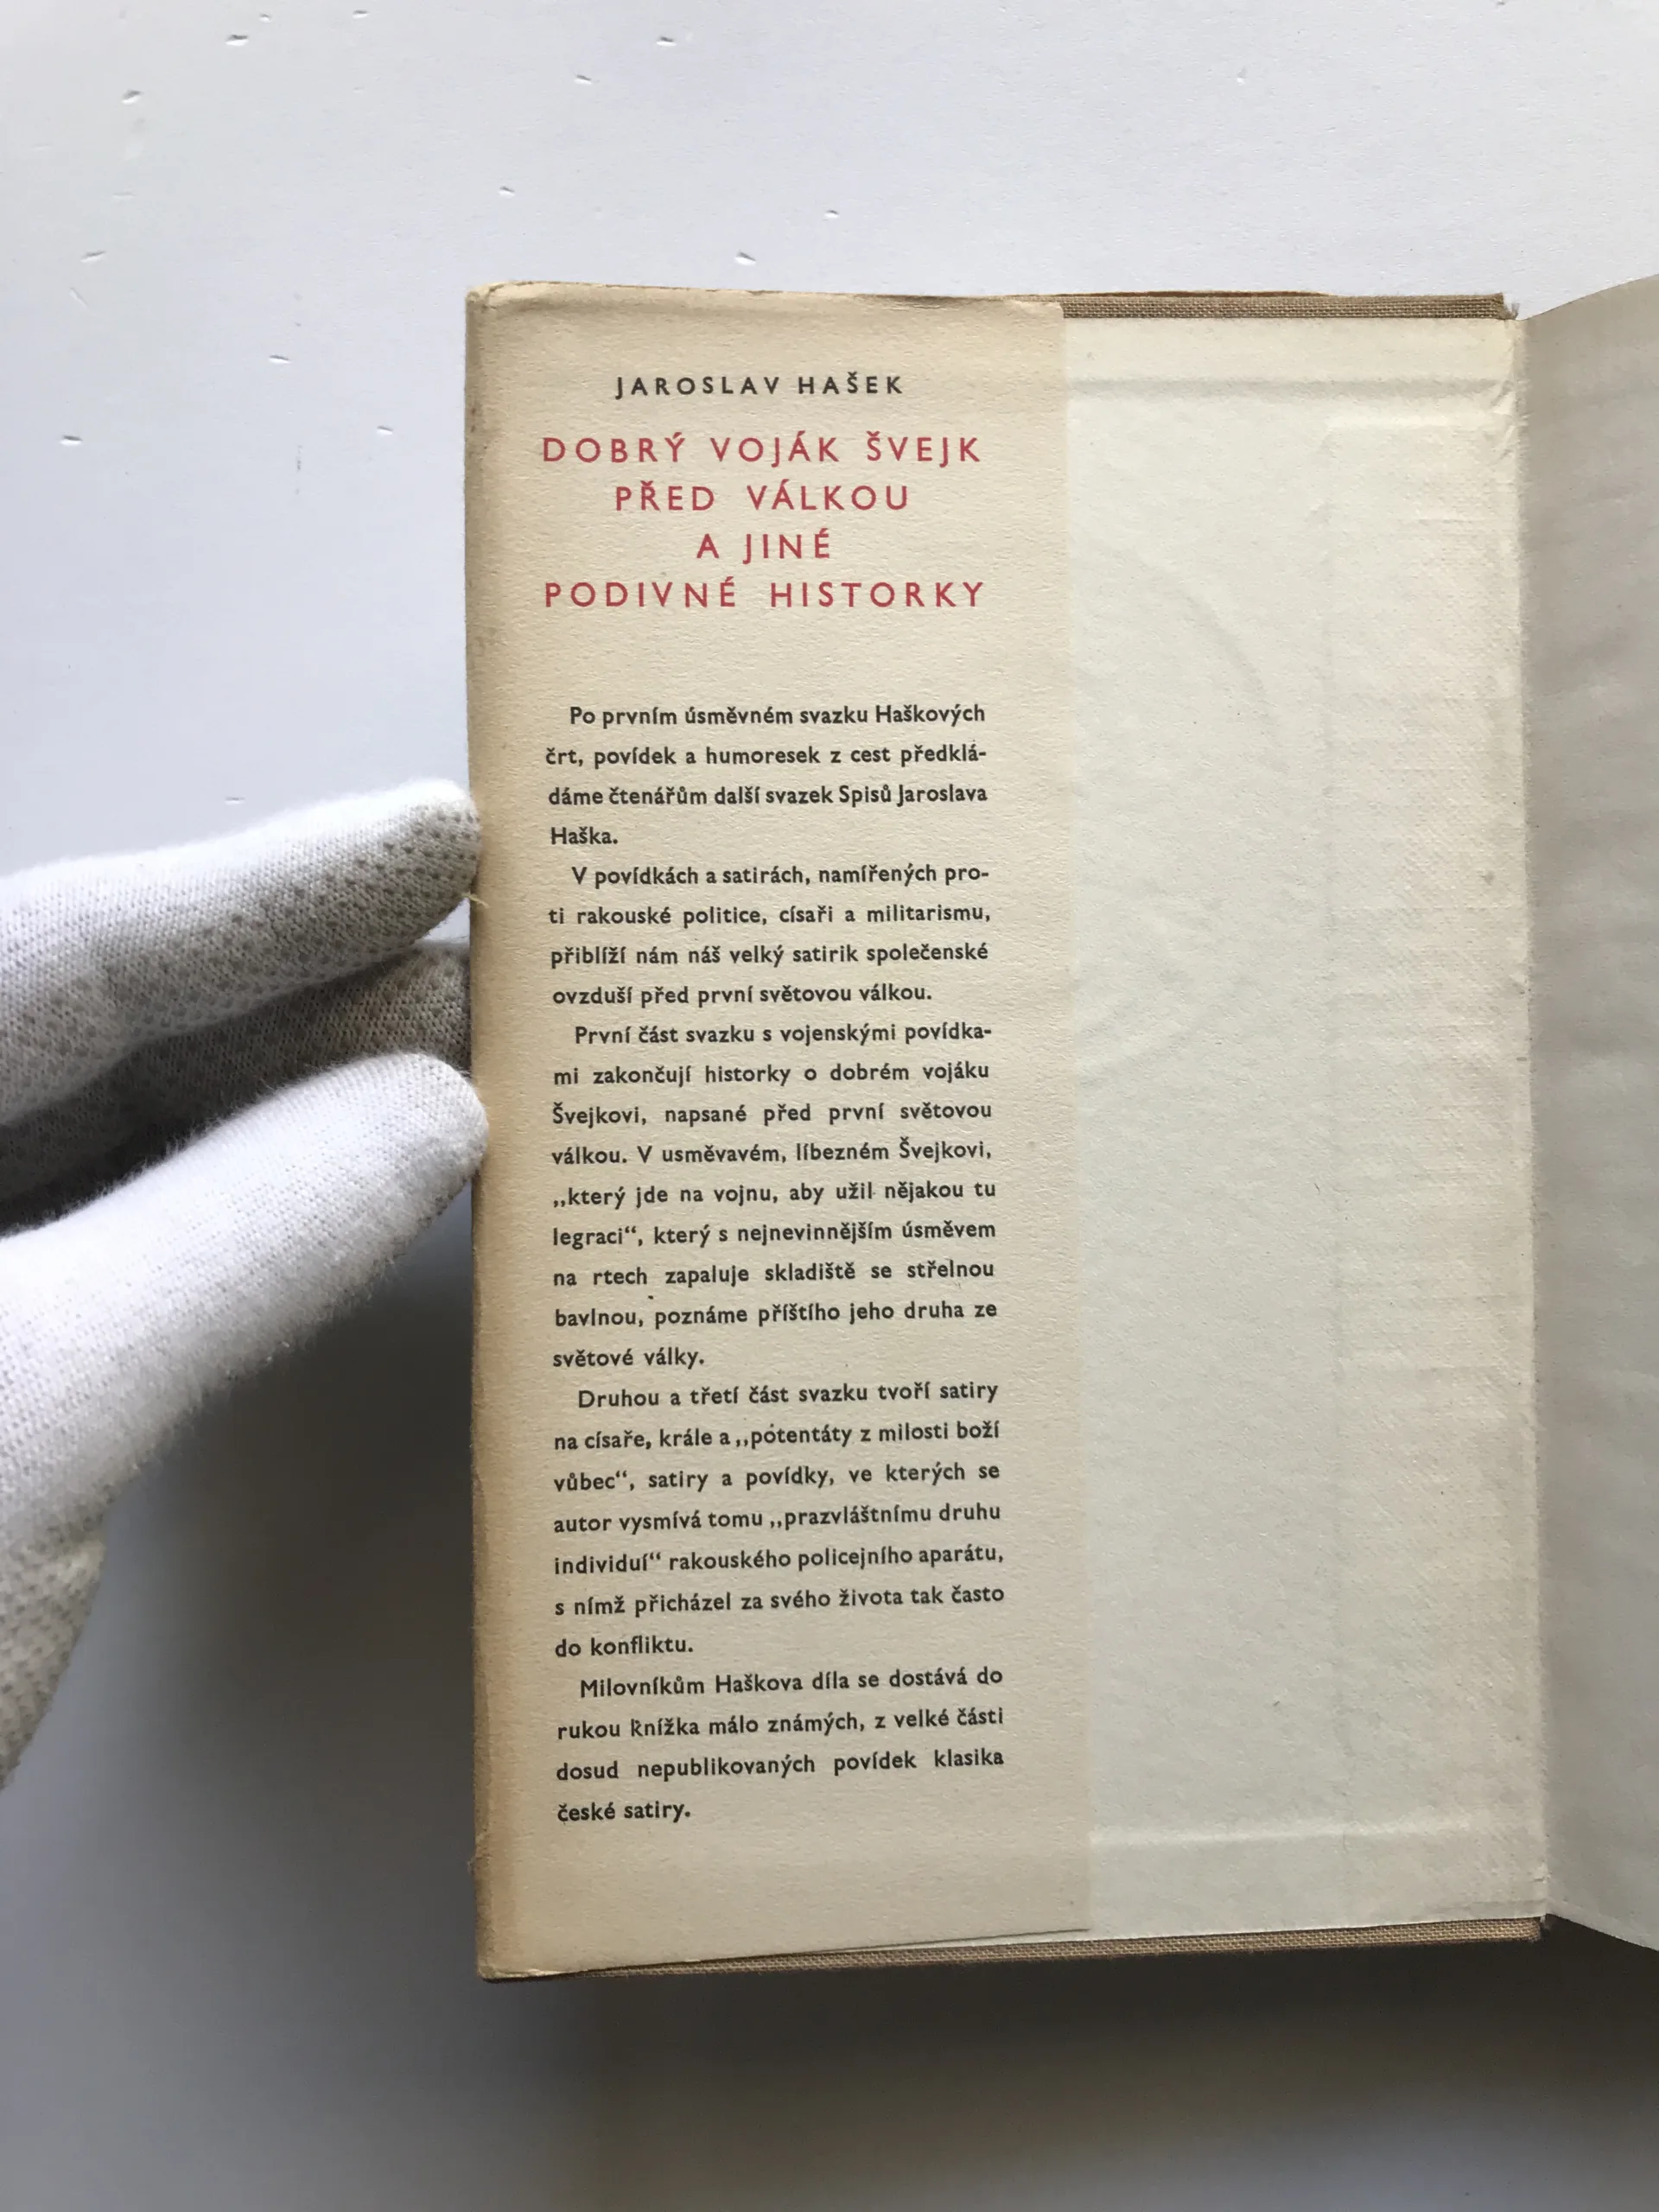 JAROSLAV HAŠEK
DOBRÝ VOJÁK ŠVEJK
PŘED VÁLKOU
A JINÉ
PODIVNÉ HISTORKY
Po prvním úsměvném svazku Haškových
črt, povídek a humoresek z cest předklá-
dáme čtenářům další svazek Spisů Jaroslava
Haška.
V povídkách a satirách, namířených pro-
ti rakouské politice, císaři a militarismu,
přiblíží nám náš velký satirik společenské
ovzduší před první světovou válkou.
První část svazku s vojenskými povídka-
mi zakončují historky o dobrém vojáku
Švejkovi, napsané před první světovou
válkou. V usměvavém, líbezném Švejkovi,
„který jde na vojnu, aby užil nějakou tu
legraci“, který s nejnevinnějším úsměvem
na rtech zapaluje skladiště se střelnou
bavlnou, poznáme příštího jeho druha ze
světové války.
Druhou a třetí část svazku tvoří satiry
na císaře, krále a „potentáty z milosti boží
vůbec“, satiry a povídky, ve kterých se
autor vysmívá tomu „prazvláštnímu druhu
individuí“ rakouského policejního aparátu,
s nímž přicházel za svého života tak často
do konfliktu.
Milovníkům Haškova díla se dostává do
rukou knížka málo známých, z velké části
dosud nepublikovaných povídek klasika
české satiry.